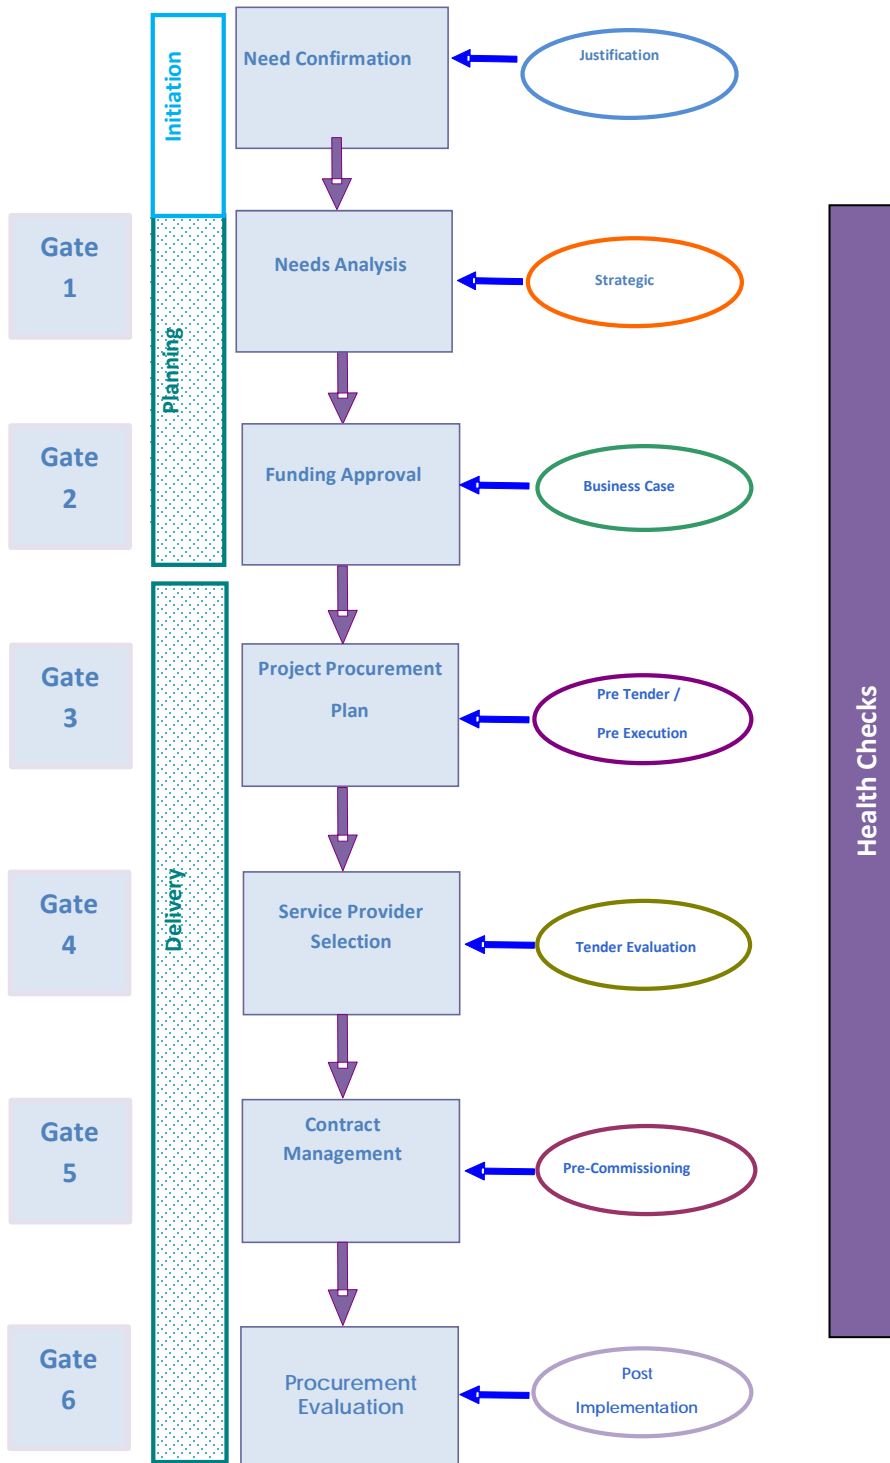 Initiation
Need Confirmation
Justification
Gate
1
Planning
Needs Analysis
Strategic
Gate
2
Funding Approval
Business Case
Gate
3
Delivery
Project Procurement
Plan
Pre Tender /
Pre Execution
Health Checks
Gate
4
Service Provider
Selection
Tender Evaluation
Gate
5
Contract
Management
Pre-Commissioning
Gate
6
Procurement
Evaluation
Post
Implementation